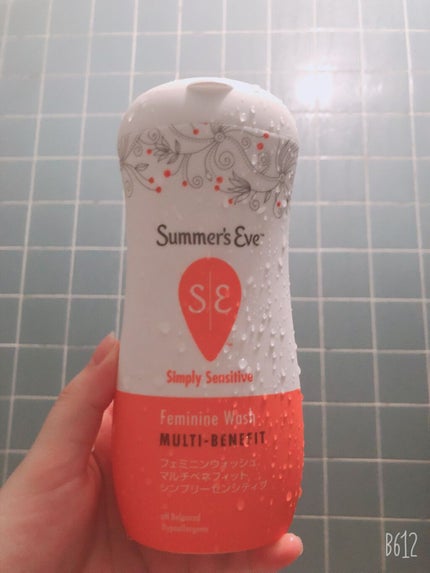 Summer's Eve™
S|E
™
Simply Sensitive
Feminine Wash
MULTI-BENEFIT
フェミニンウォッシュ
マルチベネフィット
シンプリーセンシティブ
pH Balanced
Hypoallergenic
B612